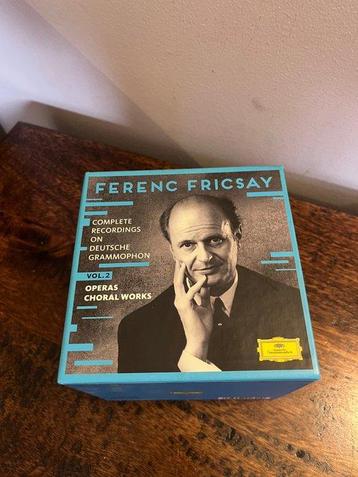 FERENC FRICSAY
COMPLETE
RECORDINGS
ON
DEUTSCHE
GRAMMOPHON
VOL. 2
OPERAS
CHORAL WORKS